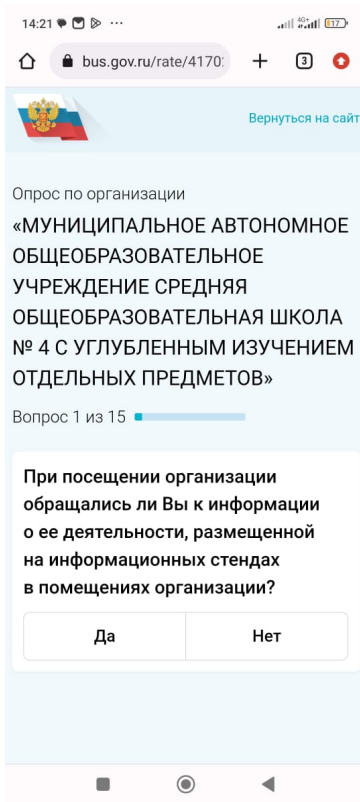 14:21
4G+
17
bus.gov.ru/rate/4170
3
Вернуться на сайт
Опрос по организации
«МУНИЦИПАЛЬНОЕ АВТОНОМНОЕ
ОБЩЕОБРАЗОВАТЕЛЬНОЕ
УЧРЕЖДЕНИЕ СРЕДНЯЯ
ОБЩЕОБРАЗОВАТЕЛЬНАЯ ШКОЛА
№ 4 С УГЛУБЛЕННЫМ ИЗУЧЕНИЕМ
ОТДЕЛЬНЫХ ПРЕДМЕТОВ»
Вопрос 1 из 15
При посещении организации
обращались ли Вы к информации
о ее деятельности, размещенной
на информационных стендах
в помещениях организации?
Да
Нет